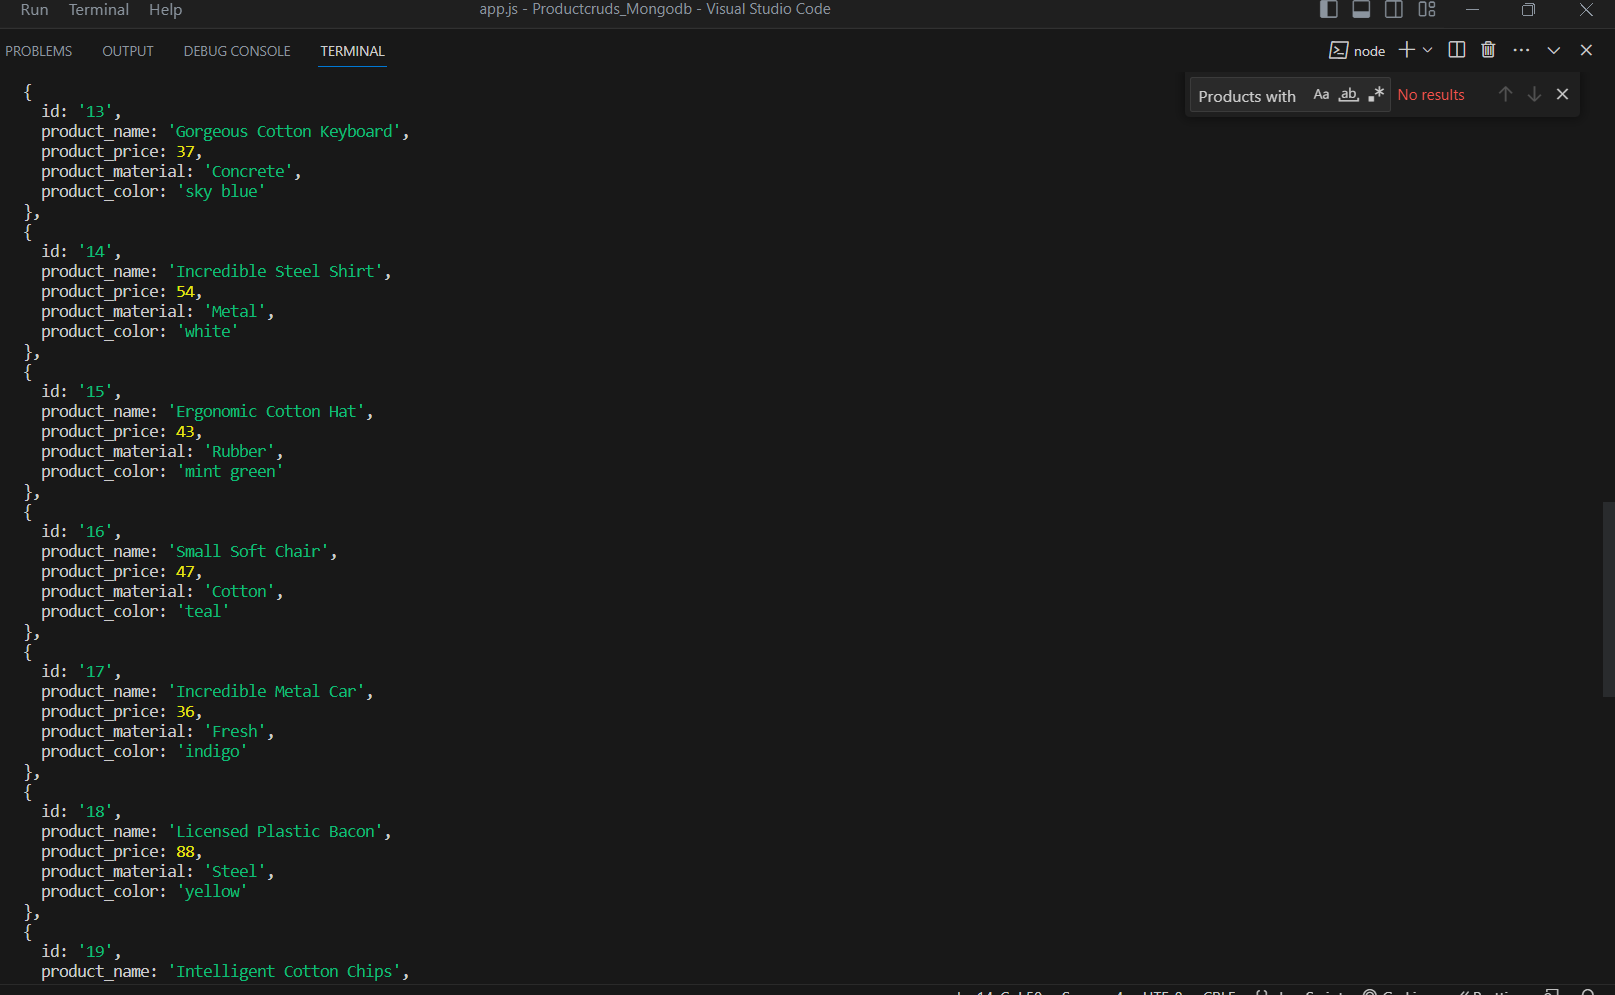 Run Terminal Help app.js - Productcruds_Mongodb - Visual Studio Code
PROBLEMS OUTPUT DEBUG CONSOLE TERMINAL node
Products with Aa ab No results
{
id: '13',
product_name: 'Gorgeous Cotton Keyboard',
product_price: 37,
product_material: 'Concrete',
product_color: 'sky blue'
},
{
id: '14',
product_name: 'Incredible Steel Shirt',
product_price: 54,
product_material: 'Metal',
product_color: 'white'
},
{
id: '15',
product_name: 'Ergonomic Cotton Hat',
product_price: 43,
product_material: 'Rubber',
product_color: 'mint green'
},
{
id: '16',
product_name: 'Small Soft Chair',
product_price: 47,
product_material: 'Cotton',
product_color: 'teal'
},
{
id: '17',
product_name: 'Incredible Metal Car',
product_price: 36,
product_material: 'Fresh',
product_color: 'indigo'
},
{
id: '18',
product_name: 'Licensed Plastic Bacon',
product_price: 88,
product_material: 'Steel',
product_color: 'yellow'
},
{
id: '19',
product_name: 'Intelligent Cotton Chips',